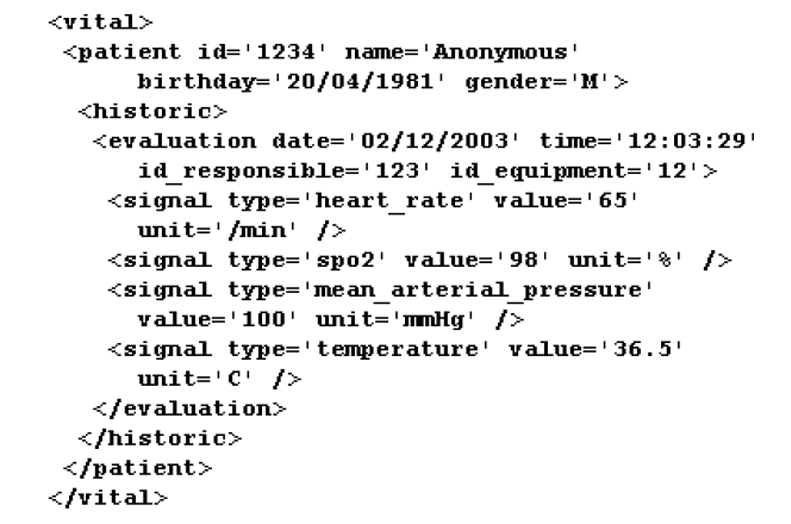 <vital>
<patient id='1234' name='Anonymous'
birthday='20/04/1981' gender='M'>
<historic>
<evaluation date='02/12/2003' time='12:03:29'
id_responsible='123' id_equipment='12'>
<signal type='heart_rate' value='65'
unit='/min' />
<signal type='spo2' value='98' unit='%' />
<signal type='mean_arterial_pressure'
value='100' unit='mmHg' />
<signal type='temperature' value='36.5'
unit='C' />
</evaluation>
</historic>
</patient>
</vital>